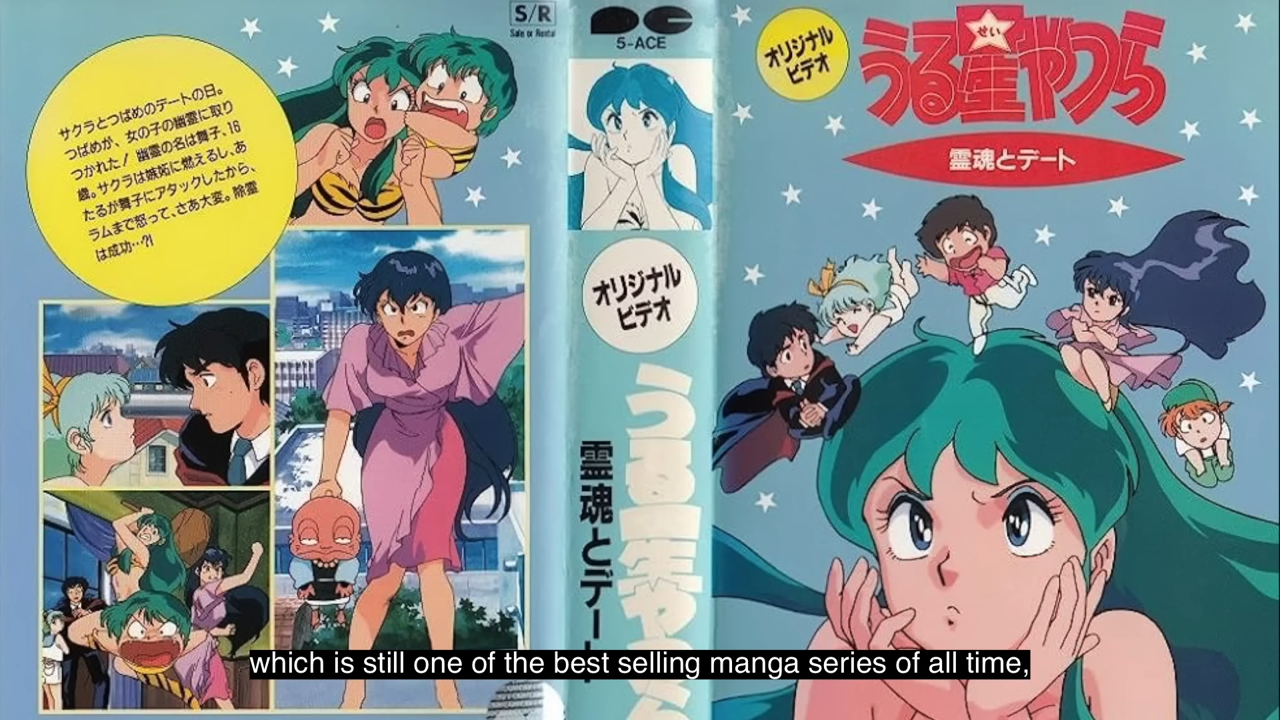 サクラとつばめのデートの日。
つばめが、女の子の幽霊に取り
つかれた! 幽霊の名は舞子、16
歳。サクラは嫉妬に燃えるし、あ
たるが舞子にアタックしたから、
ラムまで怒って、さあ大変。除霊
は成功…?!
S/R
Sale or Rental
5-ACE
オリジナル
ビデオ
うる星やつら
霊魂とデート
オリジナル
ビデオ
うる星やつら
せい
霊魂とデート
which is still one of the best selling manga series of all time,